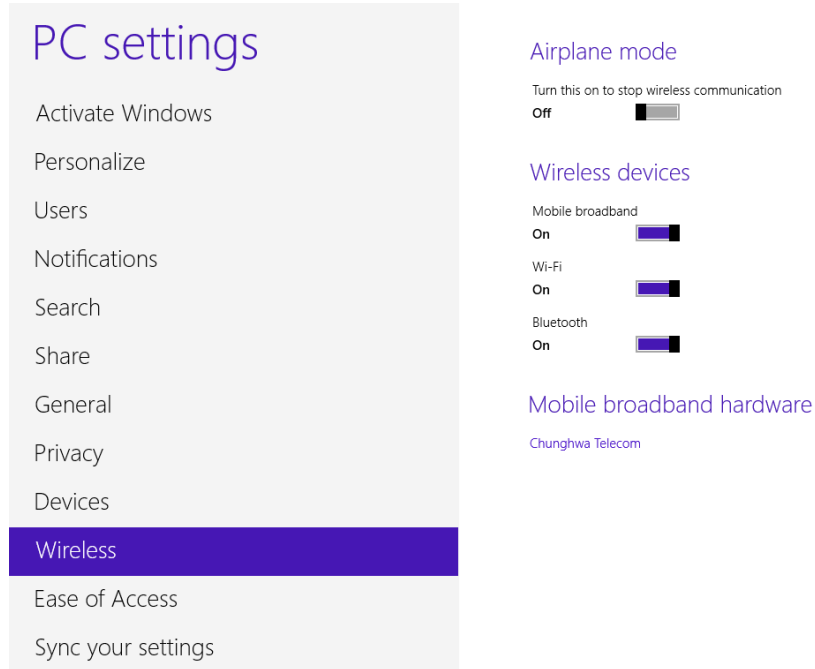 PC settings
Activate Windows
Personalize
Users
Notifications
Search
Share
General
Privacy
Devices
Wireless
Ease of Access
Sync your settings
Airplane mode
Turn this on to stop wireless communication
Off
Wireless devices
Mobile broadband
On
Wi-Fi
On
Bluetooth
On
Mobile broadband hardware
Chunghwa Telecom